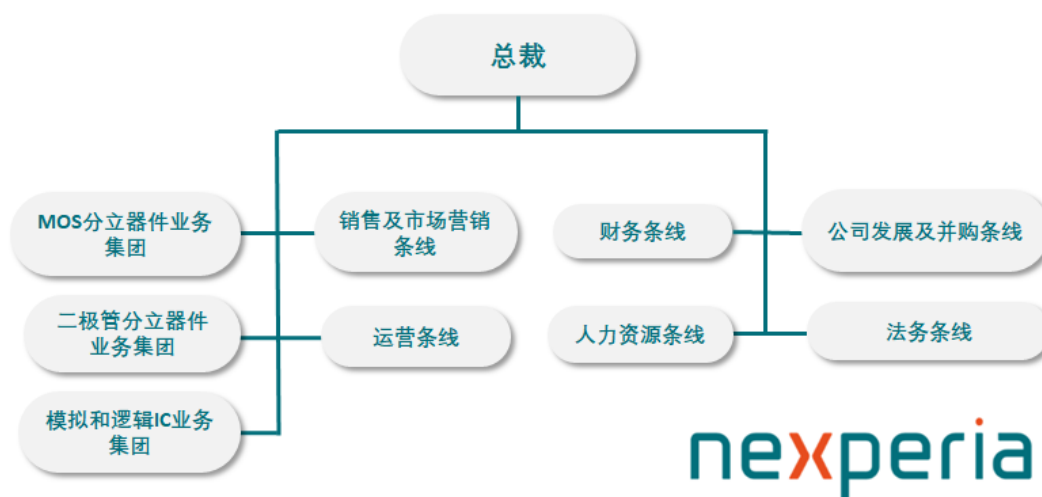 总裁
MOS分立器件业务
集团
销售及市场营销
条线
财务条线
公司发展及并购条线
二极管分立器件
业务集团
运营条线
人力资源条线
法务条线
模拟和逻辑IC业务
集团
nexperia